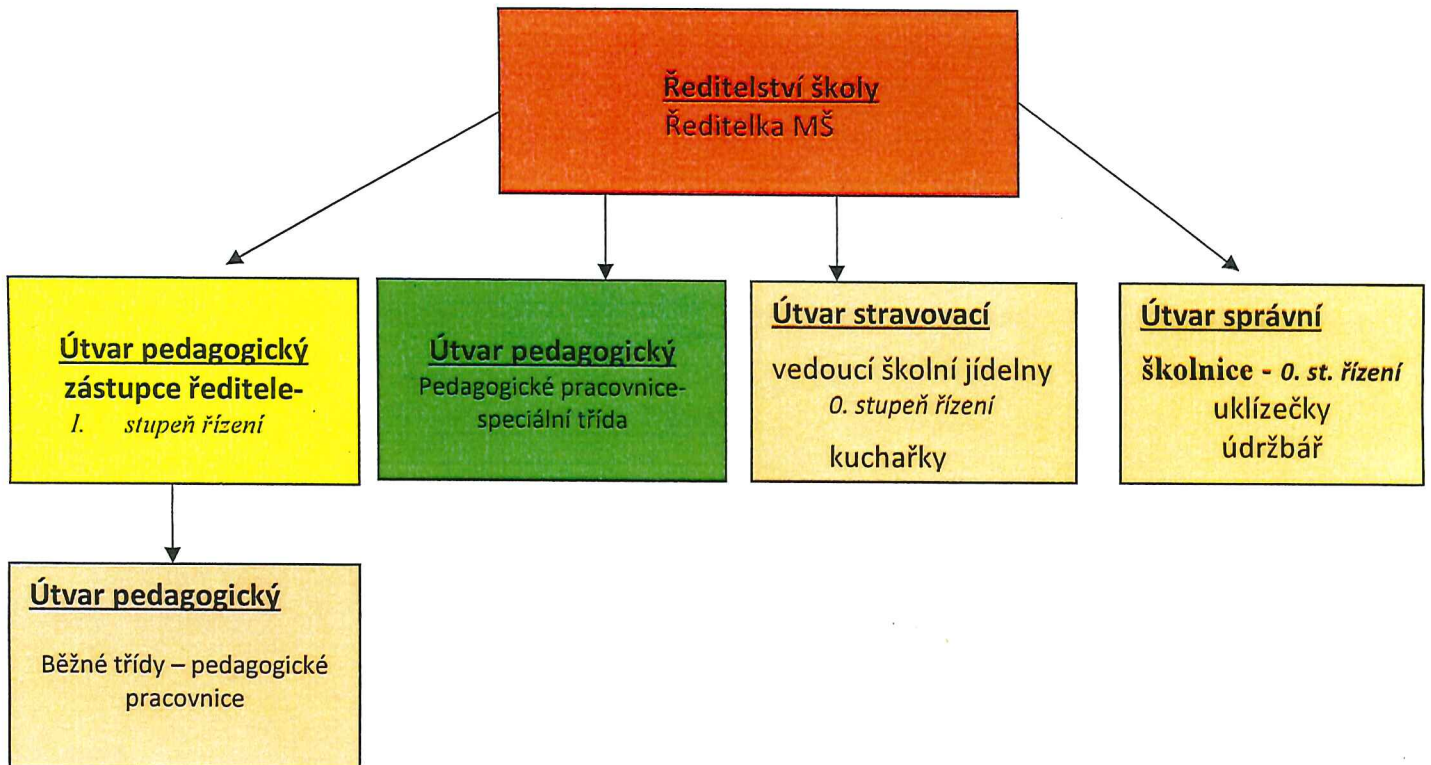 Ředitelství školy
Ředitelka MŠ
Útvar pedagogický
zástupce ředitele-
I. stupeň řízení
Útvar pedagogický
Pedagogické pracovnice-
speciální třída
Útvar stravovací
vedoucí školní jídelny
0. stupeň řízení
kuchařky
Útvar správní
školnice - 0. st. řízení
uklízečky
údržbář
Útvar pedagogický
Běžné třídy – pedagogické
pracovnice